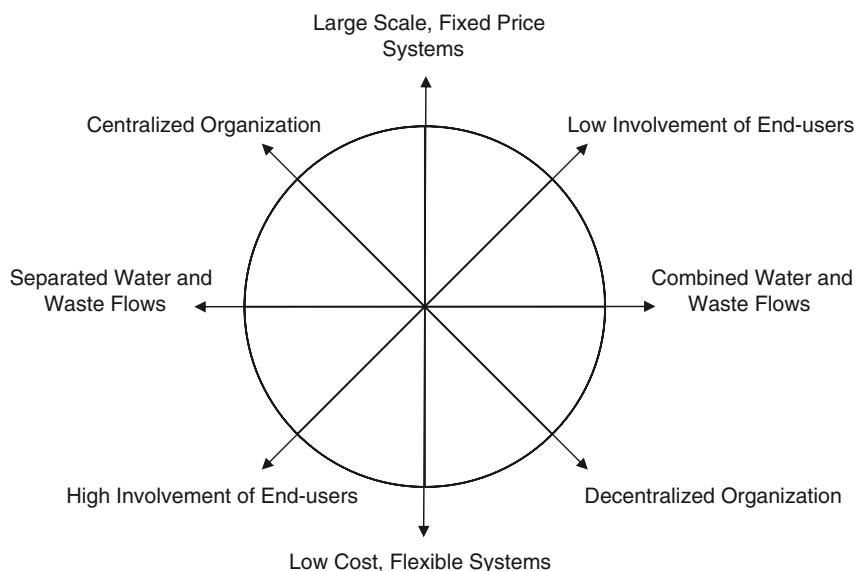 Large Scale, Fixed Price
Systems
Centralized Organization
Low Involvement of End-users
Separated Water and
Waste Flows
Combined Water and
Waste Flows
High Involvement of End-users
Decentralized Organization
Low Cost, Flexible Systems